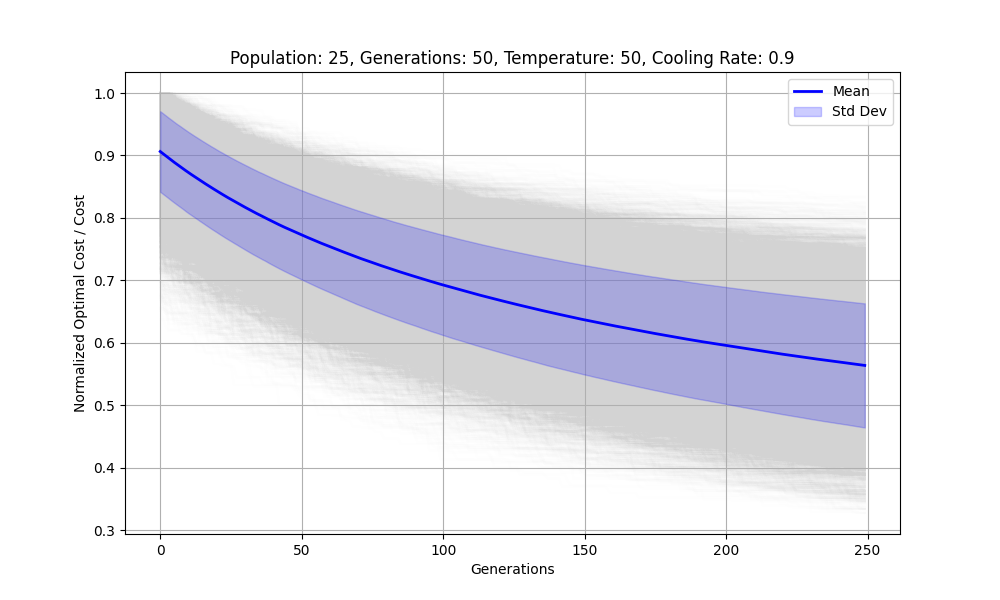 Population: 25, Generations: 50, Temperature: 50, Cooling Rate: 0.9
Mean
Std Dev
1.0
0.9
0.8
0.7
0.6
0.5
0.4
0.3
Normalized Optimal Cost / Cost
0 50 100 150 200 250
Generations